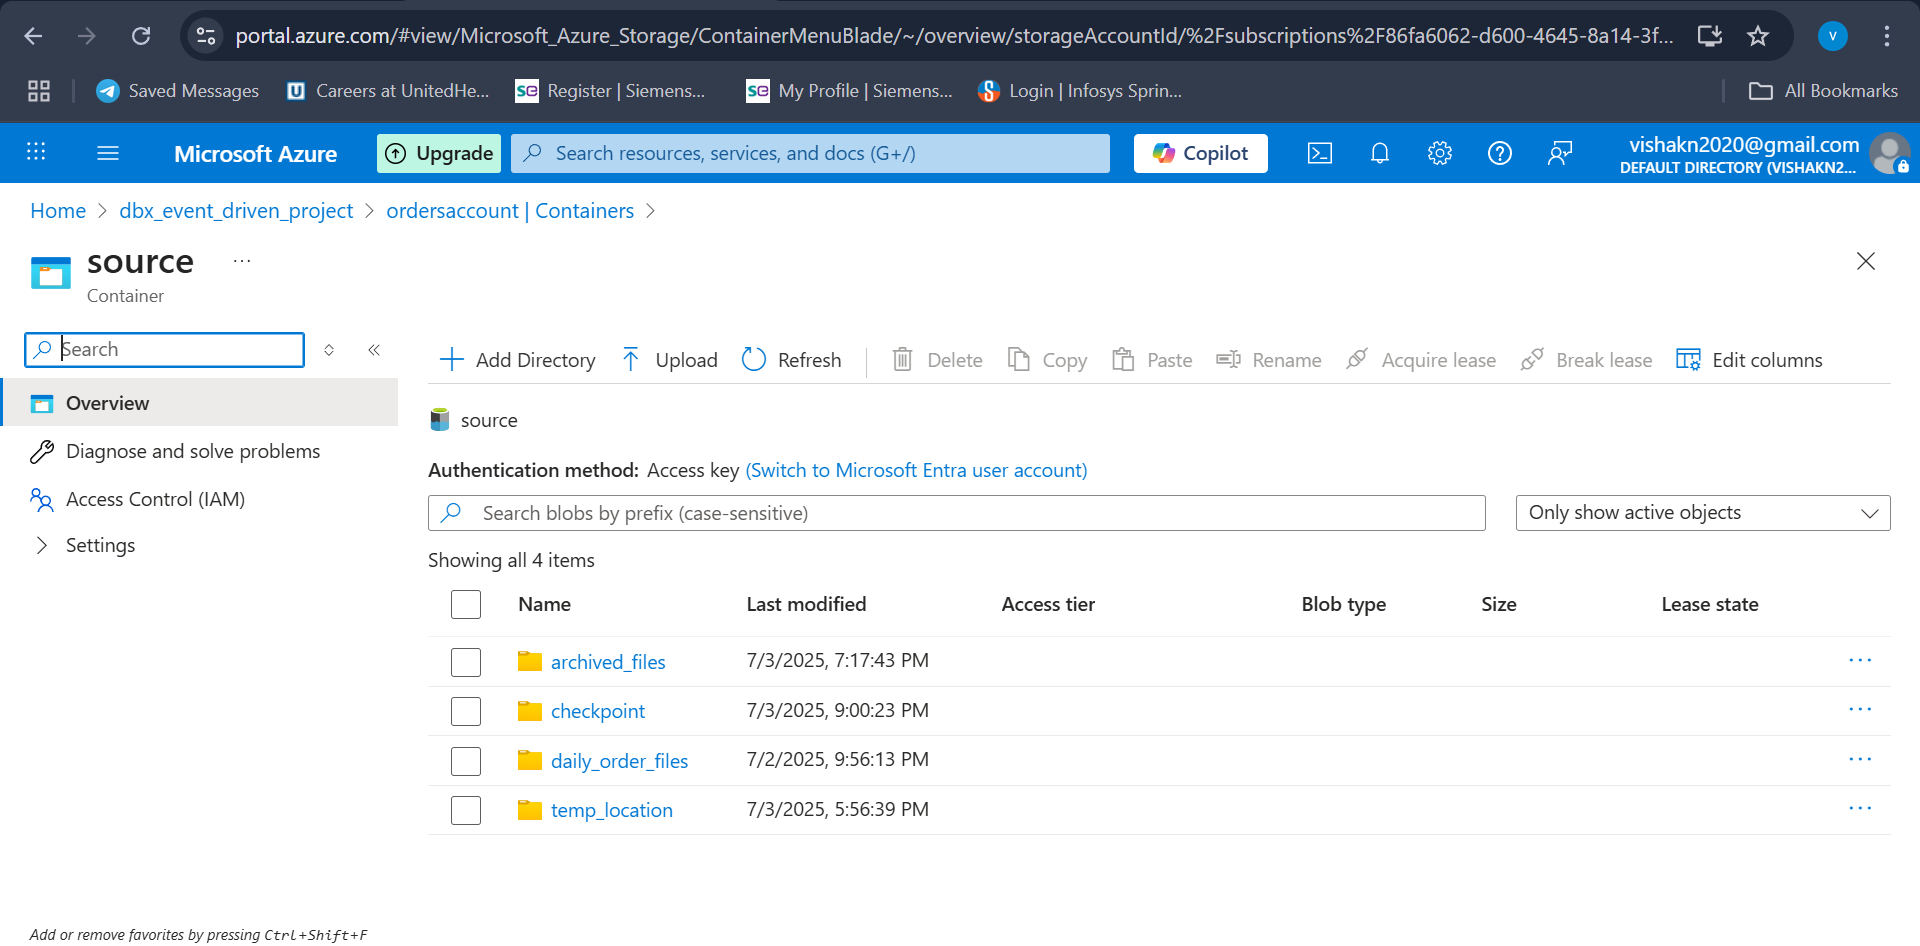 portal.azure.com/#view/Microsoft_Azure_Storage/ContainerMenuBlade/~/overview/storageAccountId/%2Fsubscriptions%2F86fa6062-d600-4645-8a14-3f...
V
Saved Messages
Careers at UnitedHe...
Register | Siemens...
My Profile | Siemens...
Login | Infosys Sprin...
All Bookmarks
Microsoft Azure
Upgrade
Search resources, services, and docs (G+/)
Copilot
vishakn2020@gmail.com
DEFAULT DIRECTORY (VISHAKN2...
Home > dbx_event_driven_project > ordersaccount | Containers >
source ...
Container
Search
Add Directory Upload Refresh Delete Copy Paste Rename Acquire lease Break lease Edit columns
Overview
Diagnose and solve problems
Access Control (IAM)
Settings
source
Authentication method: Access key (Switch to Microsoft Entra user account)
Search blobs by prefix (case-sensitive)
Only show active objects
Showing all 4 items
Name Last modified Access tier Blob type Size Lease state
archived_files 7/3/2025, 7:17:43 PM ...
checkpoint 7/3/2025, 9:00:23 PM ...
daily_order_files 7/2/2025, 9:56:13 PM ...
temp_location 7/3/2025, 5:56:39 PM ...
Add or remove favorites by pressing Ctrl+Shift+F